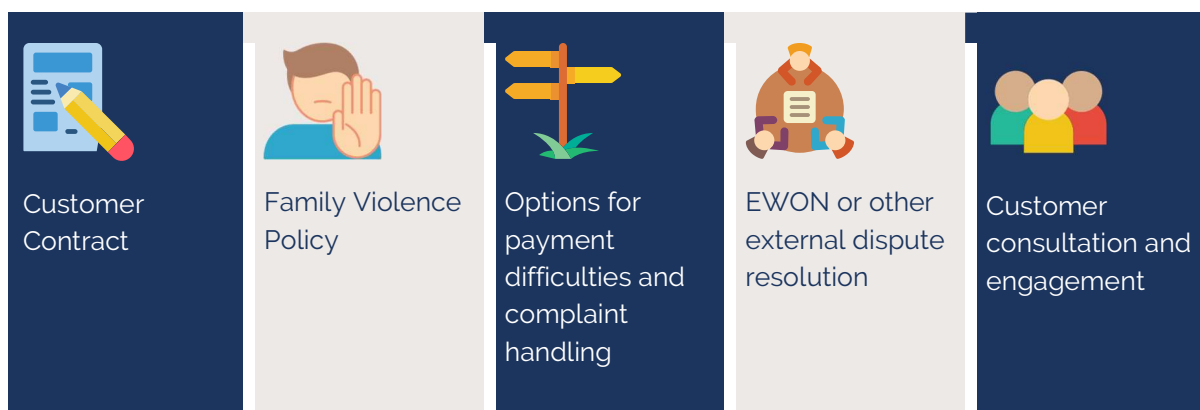 Customer
Contract
Family Violence
Policy
Options for
payment
difficulties and
complaint
handling
EWON or other
external dispute
resolution
Customer
consultation and
engagement